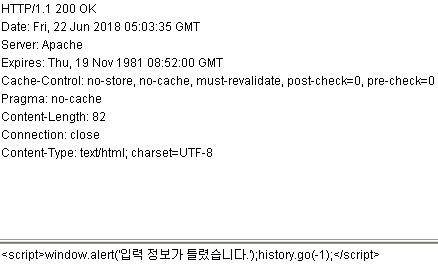 HTTP/1.1 200 OK
Date: Fri, 22 Jun 2018 05:03:35 GMT
Server: Apache
Expires: Thu, 19 Nov 1981 08:52:00 GMT
Cache-Control: no-store, no-cache, must-revalidate, post-check=0, pre-check=0
Pragma: no-cache
Content-Length: 82
Connection: close
Content-Type: text/html; charset=UTF-8
<script>window.alert('입력 정보가 틀렸습니다.');history.go(-1);</script>